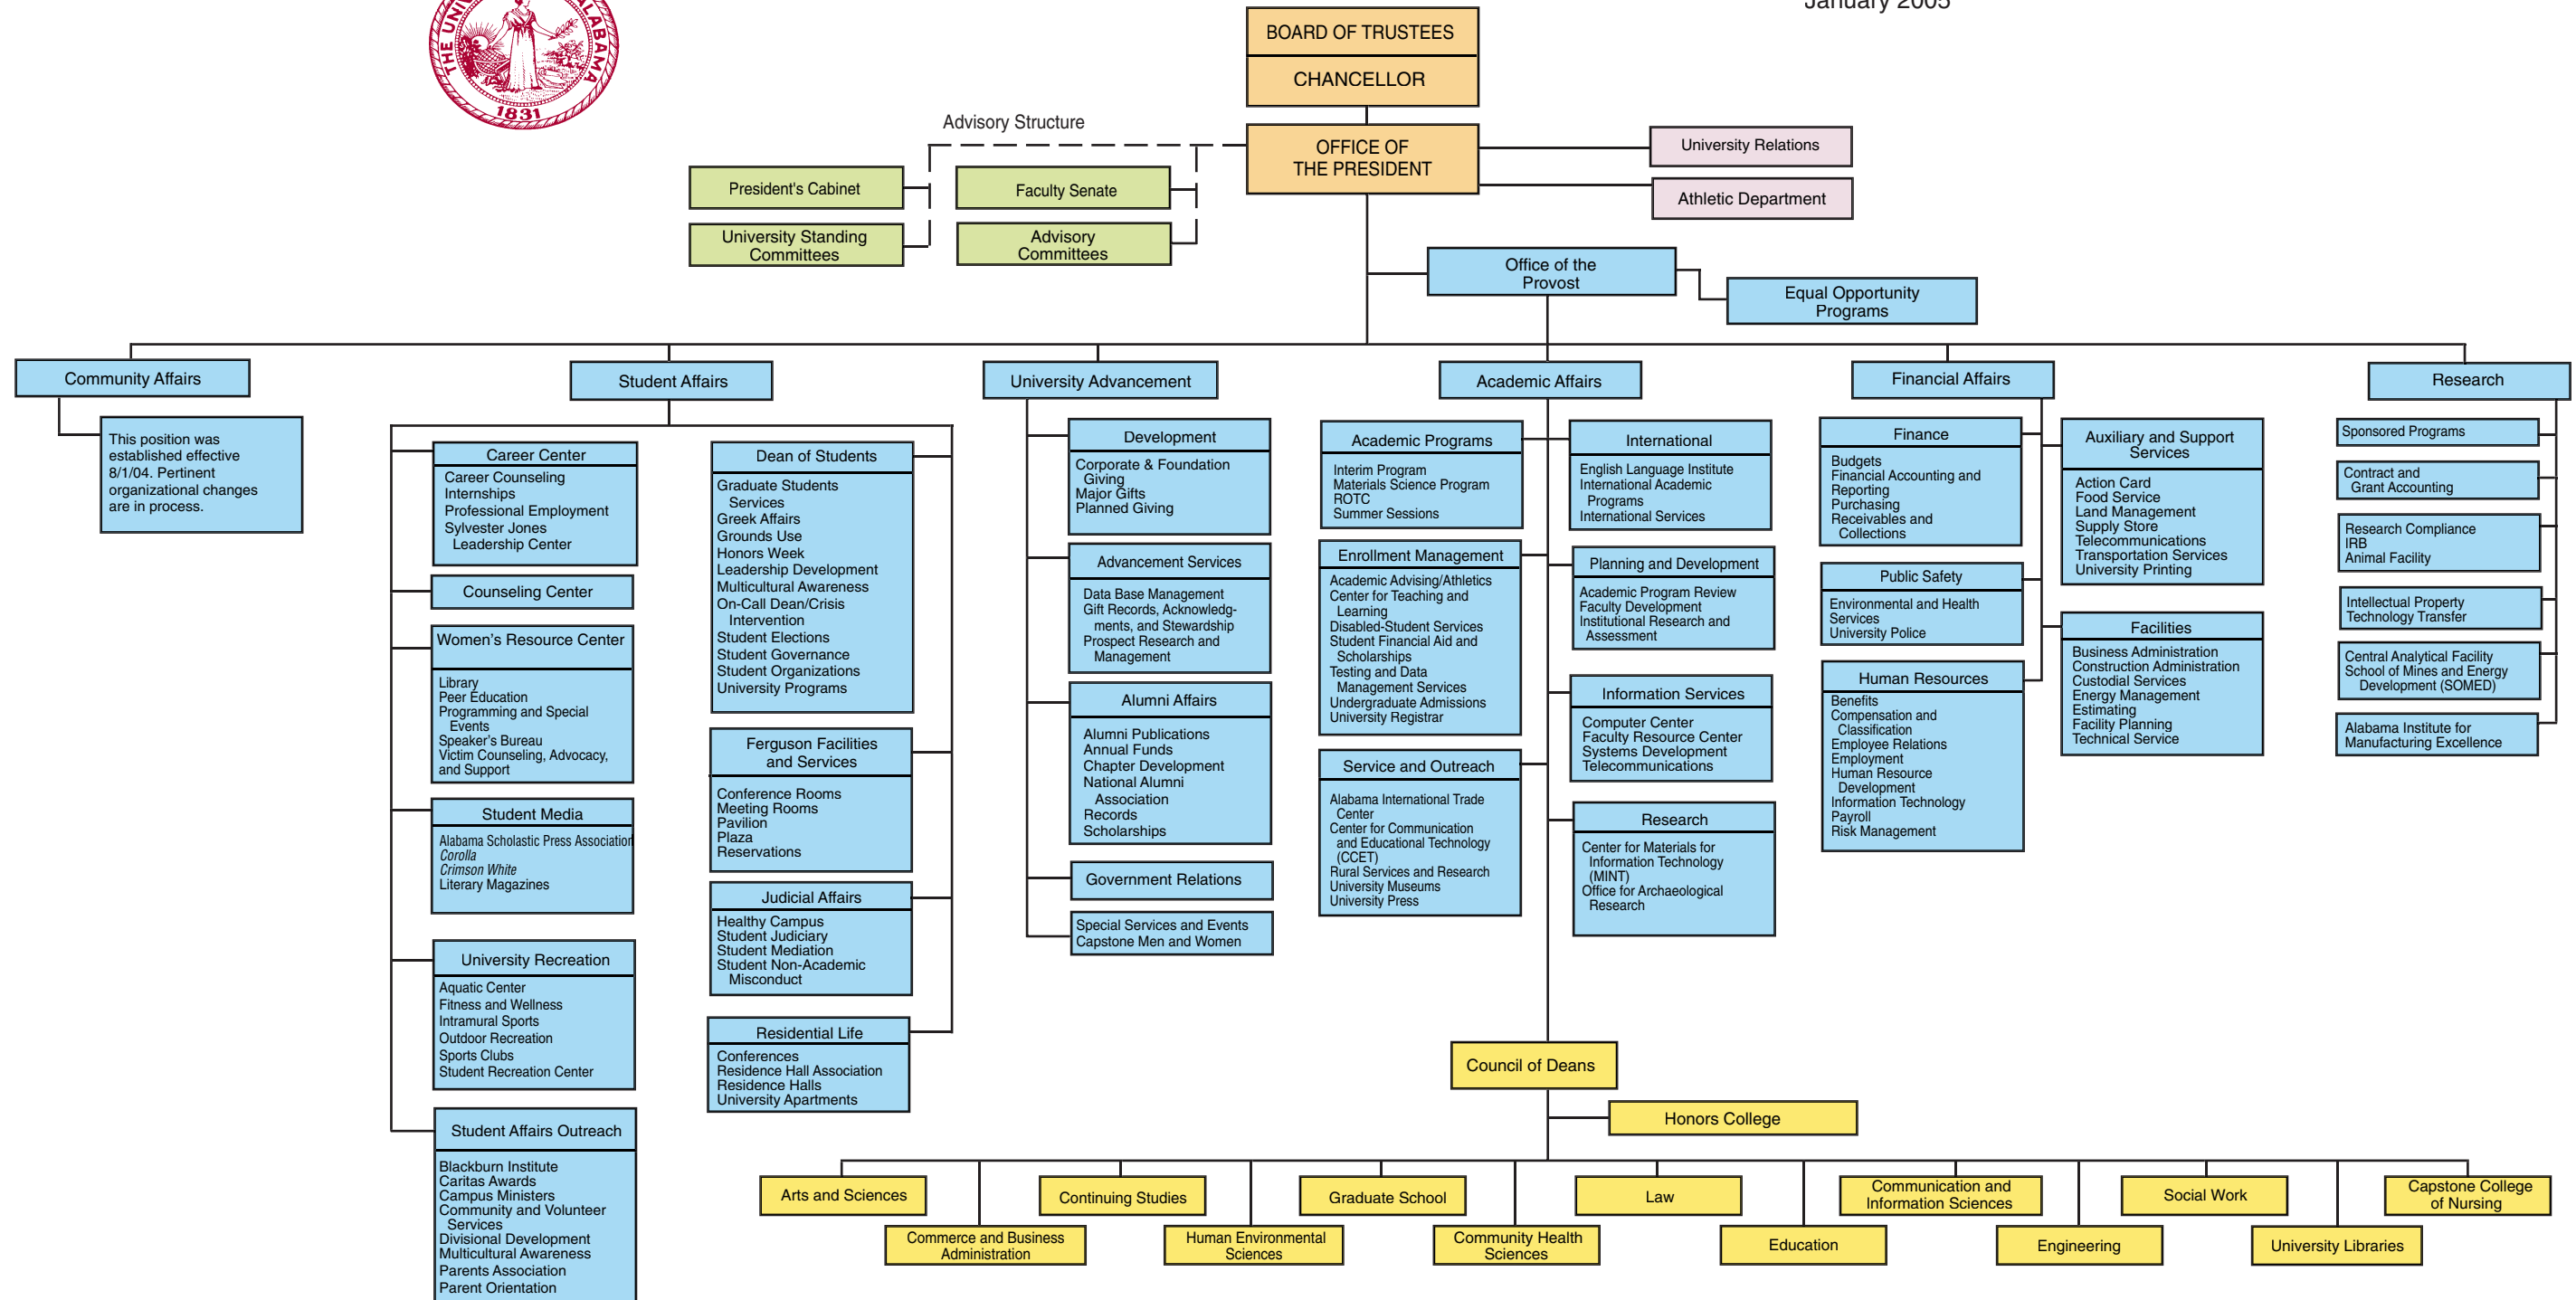 January 2005
THE UNIV
ALABAMA
1831
BOARD OF TRUSTEES
CHANCELLOR
Advisory Structure
OFFICE OF
THE PRESIDENT
University Relations
Athletic Department
President's Cabinet
Faculty Senate
University Standing
Committees
Advisory
Committees
Office of the
Provost
Equal Opportunity
Programs
Community Affairs
This position was
established effective
8/1/04. Pertinent
organizational changes
are in process.
Student Affairs
Career Center
Career Counseling
Internships
Professional Employment
Sylvester Jones
Leadership Center
Counseling Center
Women's Resource Center
Library
Peer Education
Programming and Special
Events
Speaker's Bureau
Victim Counseling, Advocacy,
and Support
Student Media
Alabama Scholastic Press Association
Corolla
Crimson White
Literary Magazines
University Recreation
Aquatic Center
Fitness and Wellness
Intramural Sports
Outdoor Recreation
Sports Clubs
Student Recreation Center
Student Affairs Outreach
Blackburn Institute
Caritas Awards
Campus Ministers
Community and Volunteer
Services
Divisional Development
Multicultural Awareness
Parents Association
Parent Orientation
Dean of Students
Graduate Students
Services
Greek Affairs
Grounds Use
Honors Week
Leadership Development
Multicultural Awareness
On-Call Dean/Crisis
Intervention
Student Elections
Student Governance
Student Organizations
University Programs
Ferguson Facilities
and Services
Conference Rooms
Meeting Rooms
Pavilion
Plaza
Reservations
Judicial Affairs
Healthy Campus
Student Judiciary
Student Mediation
Student Non-Academic
Misconduct
Residential Life
Conferences
Residence Hall Association
Residence Halls
University Apartments
University Advancement
Development
Corporate & Foundation
Giving
Major Gifts
Planned Giving
Advancement Services
Data Base Management
Gift Records, Acknowledg-
ments, and Stewardship
Prospect Research and
Management
Alumni Affairs
Alumni Publications
Annual Funds
Chapter Development
National Alumni
Association
Records
Scholarships
Government Relations
Special Services and Events
Capstone Men and Women
Academic Affairs
Academic Programs
Interim Program
Materials Science Program
ROTC
Summer Sessions
Enrollment Management
Academic Advising/Athletics
Center for Teaching and
Learning
Disabled-Student Services
Student Financial Aid and
Scholarships
Testing and Data
Management Services
Undergraduate Admissions
University Registrar
Service and Outreach
Alabama International Trade
Center
Center for Communication
and Educational Technology
(CCET)
Rural Services and Research
University Museums
University Press
International
English Language Institute
International Academic
Programs
International Services
Planning and Development
Academic Program Review
Faculty Development
Institutional Research and
Assessment
Information Services
Computer Center
Faculty Resource Center
Systems Development
Telecommunications
Research
Center for Materials for
Information Technology
(MINT)
Office for Archaeological
Research
Financial Affairs
Finance
Budgets
Financial Accounting and
Reporting
Purchasing
Receivables and
Collections
Public Safety
Environmental and Health
Services
University Police
Human Resources
Benefits
Compensation and
Classification
Employee Relations
Employment
Human Resource
Development
Information Technology
Payroll
Risk Management
Auxiliary and Support
Services
Action Card
Food Service
Land Management
Supply Store
Telecommunications
Transportation Services
University Printing
Facilities
Business Administration
Construction Administration
Custodial Services
Energy Management
Estimating
Facility Planning
Technical Service
Research
Sponsored Programs
Contract and
Grant Accounting
Research Compliance
IRB
Animal Facility
Intellectual Property
Technology Transfer
Central Analytical Facility
School of Mines and Energy
Development (SOMED)
Alabama Institute for
Manufacturing Excellence
Council of Deans
Honors College
Arts and Sciences
Commerce and Business
Administration
Continuing Studies
Human Environmental
Sciences
Graduate School
Community Health
Sciences
Law
Education
Communication and
Information Sciences
Engineering
Social Work
University Libraries
Capstone College
of Nursing